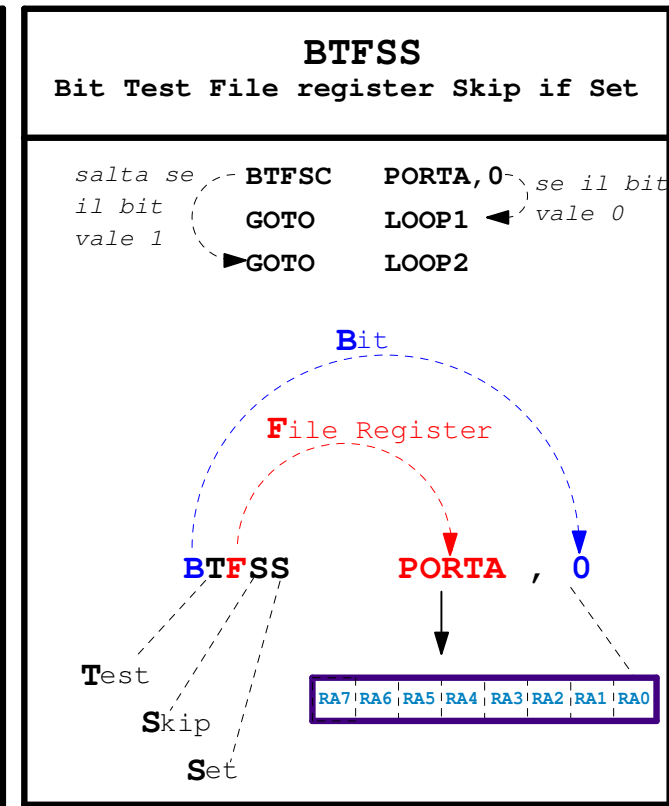 BTFSS
Bit Test File register Skip if Set
salta se BTFSC PORTA,0 se il bit
il bit GOTO LOOP1 vale 0
vale 1
GOTO LOOP2
Bit
File Register
BTFSS PORTA , 0
Test
RA7 RA6 RA5 RA4 RA3 RA2 RA1 RA0
Skip
Set